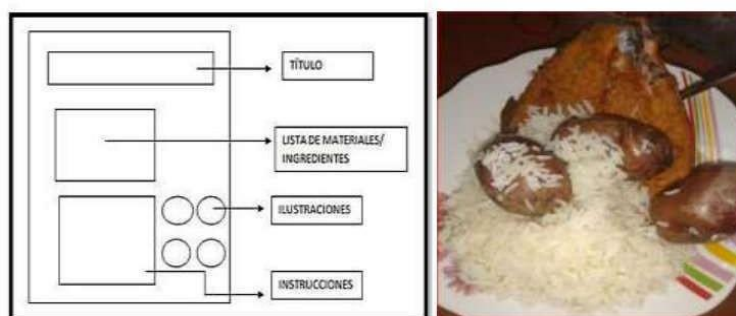 TÍTULO
LISTA DE MATERIALES/
INGREDIENTES
ILUSTRACIONES
INSTRUCCIONES